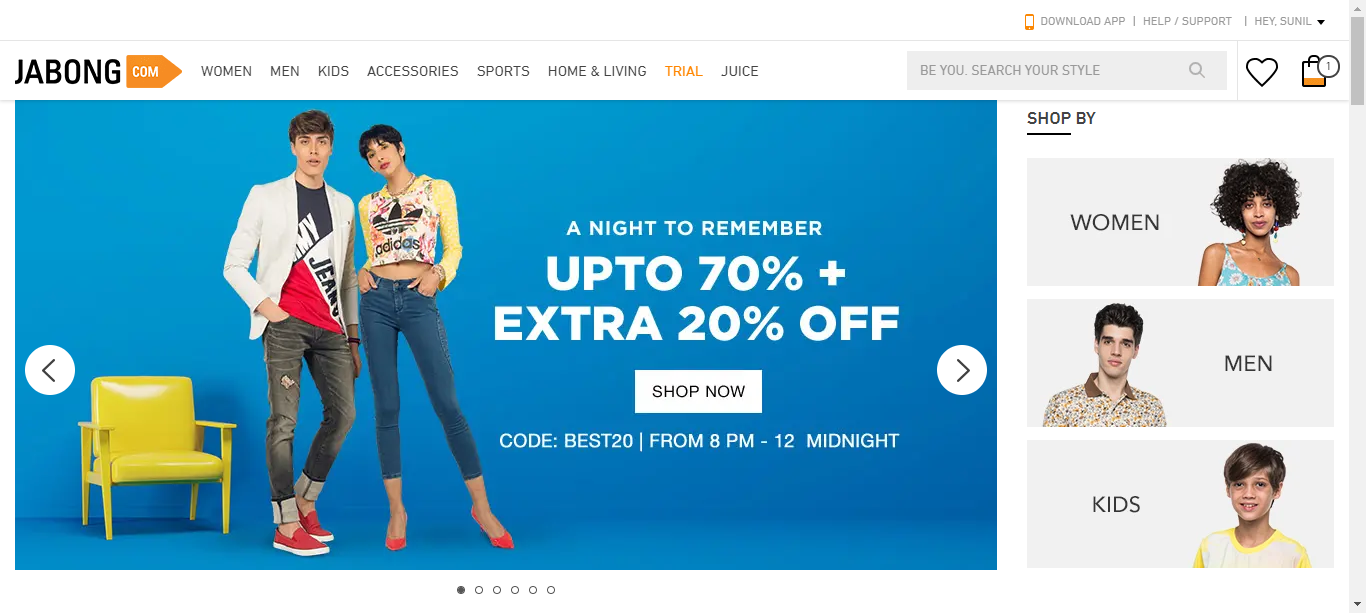 DOWNLOAD APP | HELP / SUPPORT | HEY, SUNIL
JABONG COM
WOMEN MEN KIDS ACCESSORIES SPORTS HOME & LIVING TRIAL JUICE
BE YOU. SEARCH YOUR STYLE
1
MY
JEANS
adidas
A NIGHT TO REMEMBER
UPTO 70% +
EXTRA 20% OFF
SHOP NOW
CODE: BEST20 | FROM 8 PM - 12 MIDNIGHT
SHOP BY
WOMEN
MEN
KIDS